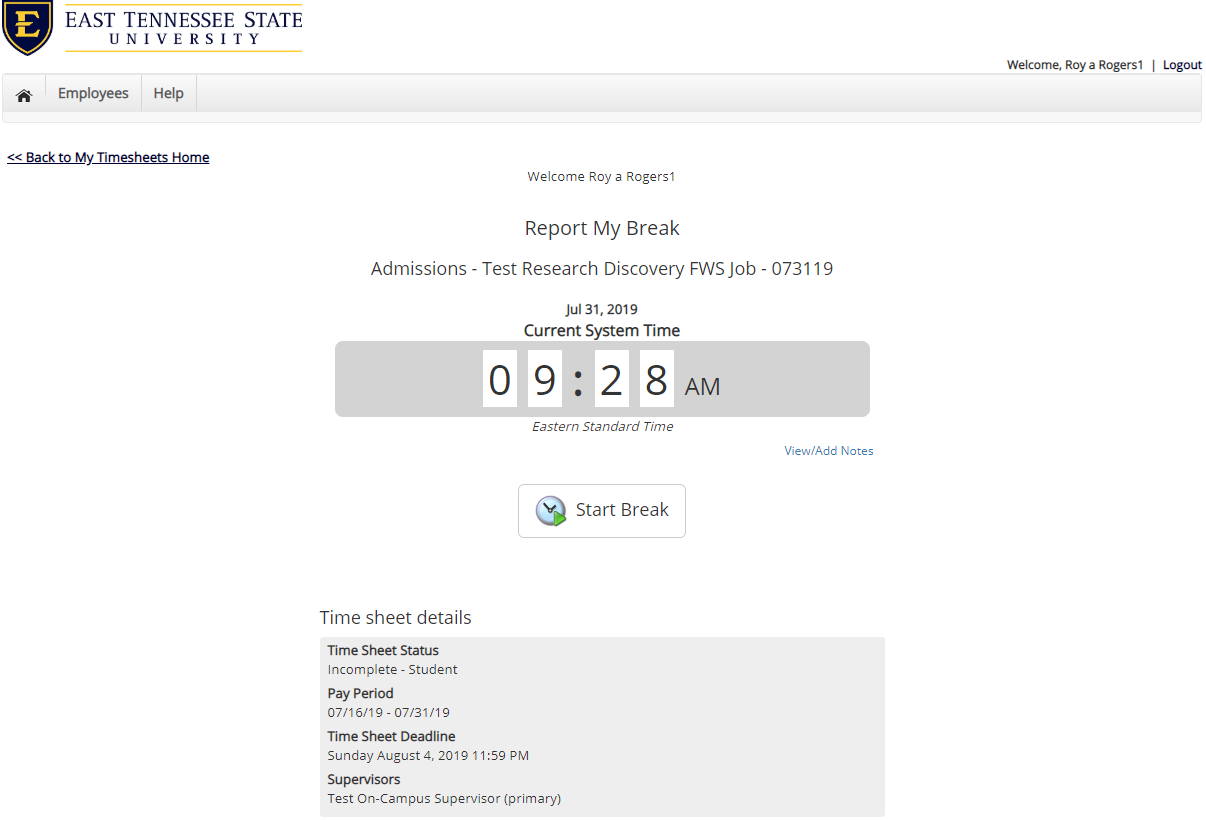 EAST TENNESSEE STATE
UNIVERSITY
Welcome, Roy a Rogers1 | Logout
Employees Help
<< Back to My Timesheets Home
Welcome Roy a Rogers1
Report My Break
Admissions - Test Research Discovery FWS Job - 073119
Jul 31, 2019
Current System Time
09:28 AM
Eastern Standard Time
View/Add Notes
Start Break
Time sheet details
Time Sheet Status
Incomplete - Student
Pay Period
07/16/19 - 07/31/19
Time Sheet Deadline
Sunday August 4, 2019 11:59 PM
Supervisors
Test On-Campus Supervisor (primary)